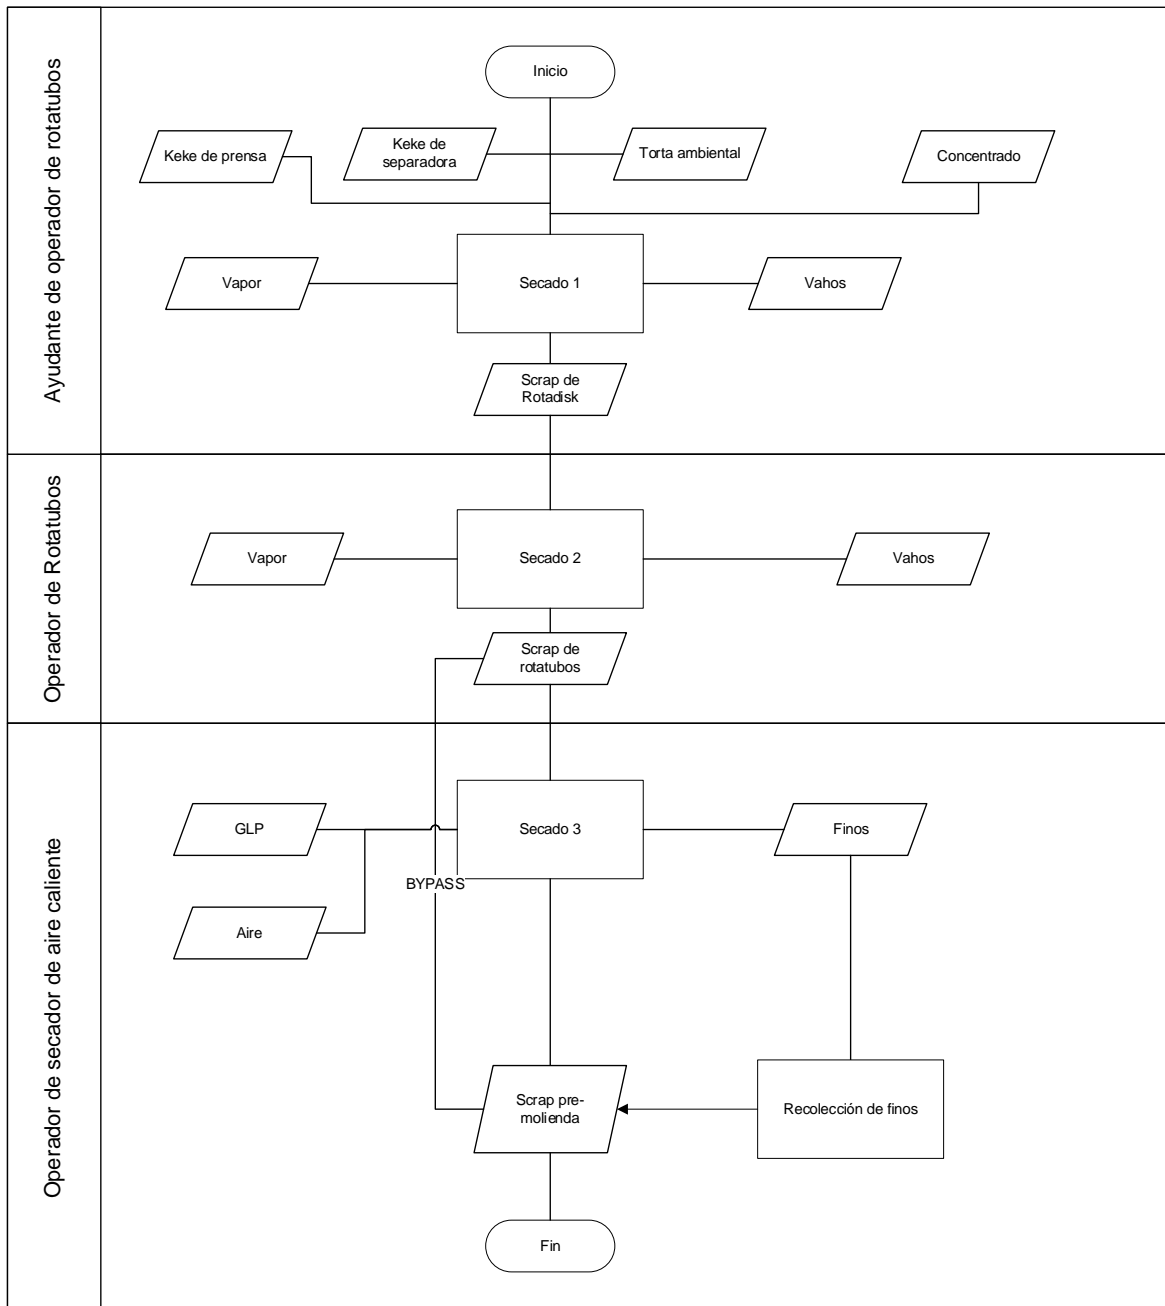 Ayudante de operador de rotatubos
Inicio
Keke de prensa
Keke de
separadora
Torta ambiental
Concentrado
Vapor
Secado 1
Vahos
Scrap de
Rotadisk
Operador de Rotatubos
Vapor
Secado 2
Vahos
Scrap de
rotatubos
Operador de secador de aire caliente
GLP
Secado 3
Finos
BYPASS
Aire
Scrap pre-
molienda
Recolección de finos
Fin